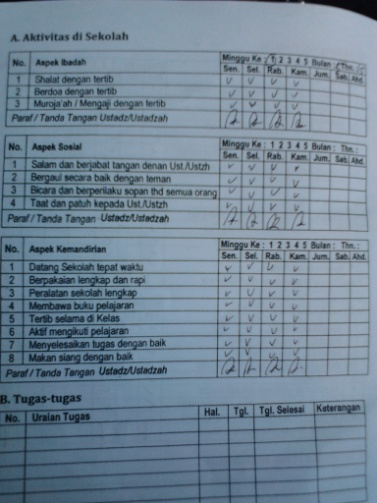 A. Aktivitas di Sekolah
No. Aspek Ibadah Minggu Ke : 1 2 3 4 5 Bulan : Thn. :
Sen. Sel. Rab. Kam. Jum. Sab. Ahd.
1 Shalat dengan tertib ✓ ✓ ✓ ✓
2 Berdoa dengan tertib ✓ ✓ ✓ ✓
3 Muroja'ah / Mengaji dengan tertib ✓ ✓ ✓ ✓
Paraf / Tanda Tangan Ustadz/Ustadzah
No. Aspek Sosial Minggu Ke : 1 2 3 4 5 Bulan : Thn. :
Sen. Sel. Rab. Kam. Jum. Sab. Ahd.
1 Salam dan berjabat tangan denan Ust./Ustzh ✓ ✓ ✓ ✓
2 Bergaul secara baik dengan teman ✓ ✓ ✓ ✓
3 Bicara dan berperilaku sopan thd semua orang ✓ ✓ ✓ ✓
4 Taat dan patuh kepada Ust./Ustzh ✓ ✓ ✓ ✓
Paraf / Tanda Tangan Ustadz/Ustadzah
No. Aspek Kemandirian Minggu Ke : 1 2 3 4 5 Bulan : Thn. :
Sen. Sel. Rab. Kam. Jum. Sab. Ahd.
1 Datang Sekolah tepat waktu ✓ ✓ ✓ ✓
2 Berpakaian lengkap dan rapi ✓ ✓ ✓ ✓
3 Peralatan sekolah lengkap ✓ ✓ ✓ ✓
4 Membawa buku pelajaran ✓ ✓ ✓ ✓
5 Tertib selama di Kelas ✓ ✓ ✓ ✓
6 Aktif mengikuti pelajaran ✓ ✓ ✓ ✓
7 Menyelesaikan tugas dengan baik ✓ ✓ ✓ ✓
8 Makan siang dengan baik ✓ ✓ ✓ ✓
Paraf / Tanda Tangan Ustadz/Ustadzah
B. Tugas-tugas
No. Uraian Tugas Hal. Tgl. Tgl. Selesai Keterangan